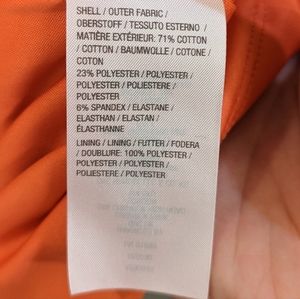 SHELL / OUTER FABRIC /
OBERSTOFF / TESSUTO ESTERNO /
MATIÈRE EXTÉRIEUR: 71% COTTON
/ COTTON / BAUMWOLLE / COTONE /
COTON
23% POLYESTER / POLYESTER /
POLYESTER / POLIESTERE /
POLYESTER
6% SPANDEX / ELASTANE /
ELASTHAN / ELASTAN /
ÉLASTHANNE
LINING / LINING / FUTTER / FODERA
/ DOUBLURE: 100% POLYESTER /
POLYESTER / POLYESTER /
POLIESTERE / POLYESTER